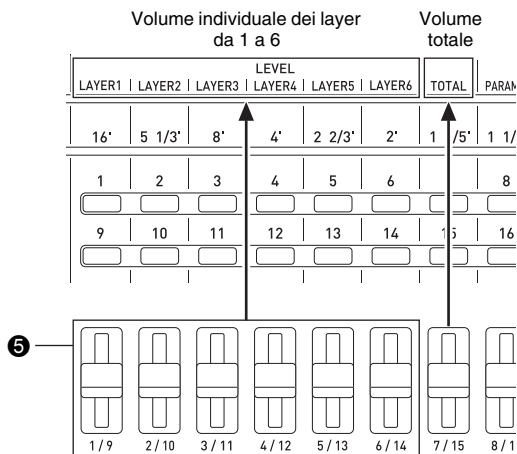 Volume individuale dei layer
da 1 a 6
Volume
totale
LEVEL
LAYER1 LAYER2 LAYER3 LAYER4 LAYER5 LAYER6 TOTAL
16' 5 1/3' 8' 4' 2 2/3' 2'
1 2 3 4 5 6 8
9 10 11 12 13 14 15 16
❺
1 / 9 2 / 10 3 / 11 4 / 12 5 / 13 6 / 14 7 / 15